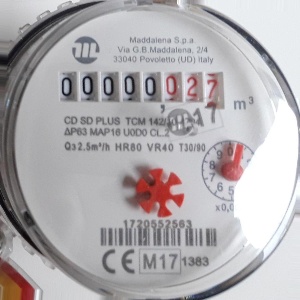 Maddalena S.p.a.
Via G.B.Maddalena, 2/4
33040 Povoletto (UD) Italy
00000027 m³
CD SD PLUS TCM 142/
ΔP63 MAP16 U0D0 CL.2
Q₃ 2.5m³/h HR80 VR40 T30/90
1720552563
CE M17 1383